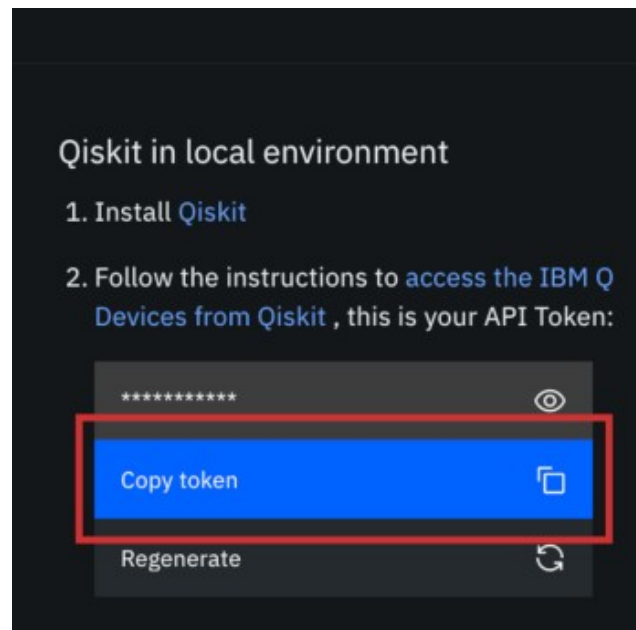 Qiskit in local environment
1. Install Qiskit
2. Follow the instructions to access the IBM Q
Devices from Qiskit , this is your API Token:
***********
Copy token
Regenerate